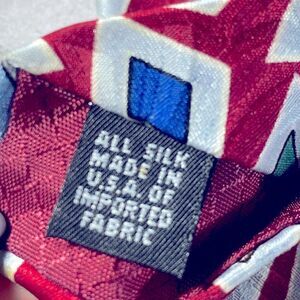 ALL SILK
MADE IN
U.S.A. OF
IMPORTED
FABRIC